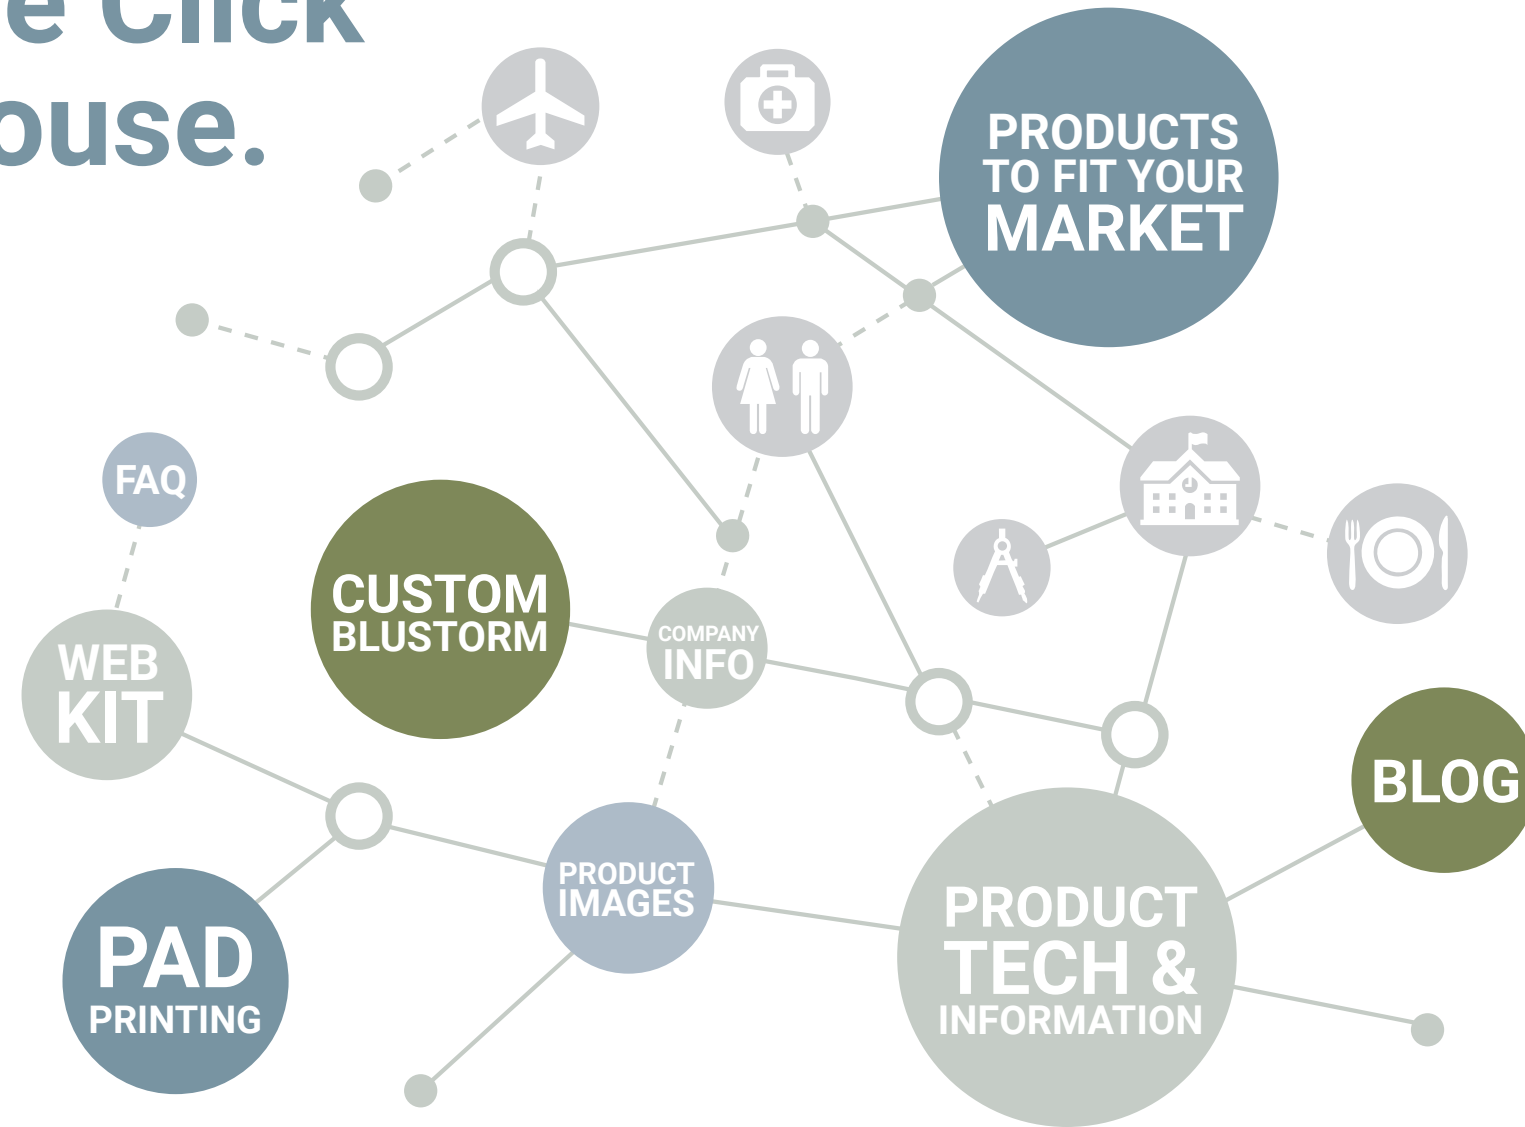 e Click
ouse.
PRODUCTS
TO FIT YOUR
MARKET
FAQ
CUSTOM
BLUSTORM
COMPANY
INFO
WEB
KIT
BLOG
PRODUCT
IMAGES
PRODUCT
TECH &
INFORMATION
PAD
PRINTING